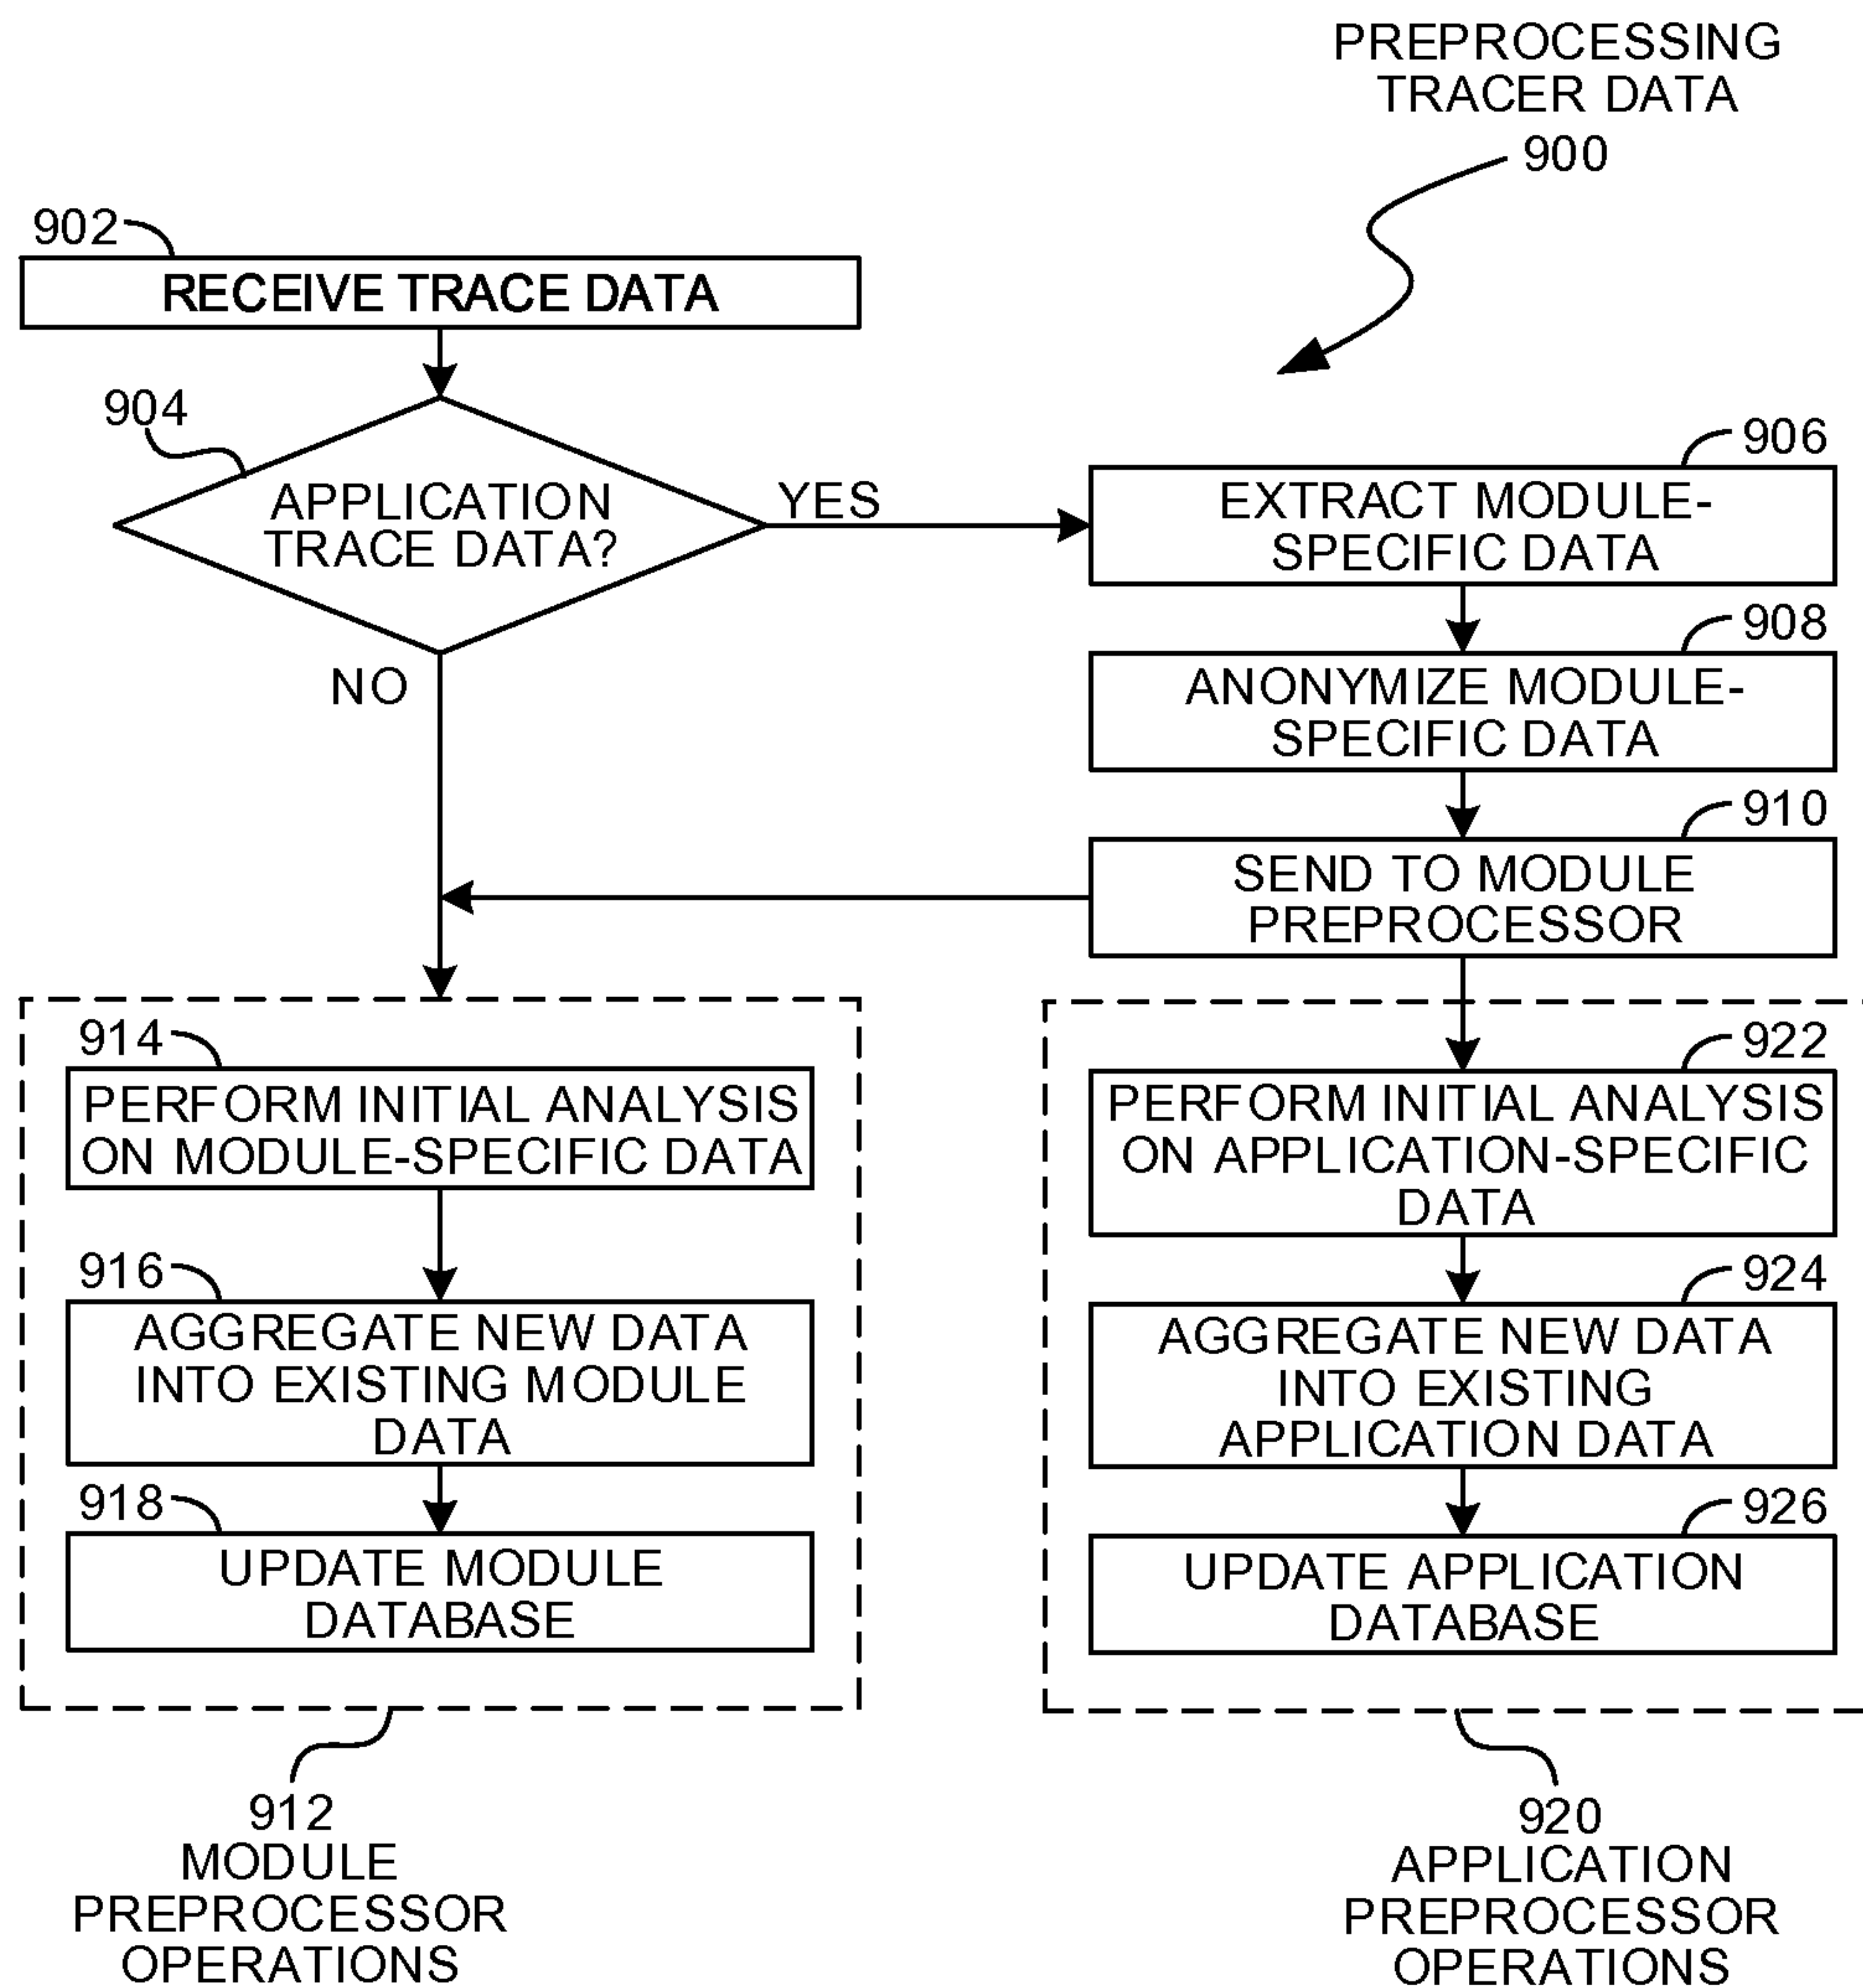 PREPROCESSING
TRACER DATA
900
902
RECEIVE TRACE DATA
904
APPLICATION
TRACE DATA?
YES
NO
906
EXTRACT MODULE-
SPECIFIC DATA
908
ANONYMIZE MODULE-
SPECIFIC DATA
910
SEND TO MODULE
PREPROCESSOR
914
PERFORM INITIAL ANALYSIS
ON MODULE-SPECIFIC DATA
916
AGGREGATE NEW DATA
INTO EXISTING MODULE
DATA
918
UPDATE MODULE
DATABASE
912
MODULE
PREPROCESSOR
OPERATIONS
922
PERFORM INITIAL ANALYSIS
ON APPLICATION-SPECIFIC
DATA
924
AGGREGATE NEW DATA
INTO EXISTING
APPLICATION DATA
926
UPDATE APPLICATION
DATABASE
920
APPLICATION
PREPROCESSOR
OPERATIONS